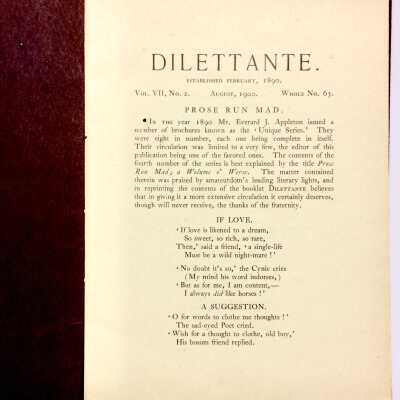 DILETTANTE.
ESTABLISHED FEBRUARY, 1890.
VOL. VII, NO. 2. AUGUST, 1900. WHOLE NO. 65.
PROSE RUN MAD.
IN THE year 1890 Mr. Everard J. Appleton issued a
number of brochures known as the ‘Unique Series.’ They
were eight in number, each one being complete in itself.
Their circulation was limited to a very few, the editor of this
publication being one of the favored ones. The contents of the
fourth number of the series is best explained by the title Prose
Run Mad; a Volume o’ Verse. The matter contained
therein was praised by amateurdom’s leading literary lights, and
in reprinting the contents of the booklet DILETTANTE believes
that in giving it a more extensive circulation it certainly deserves,
though will never receive, the thanks of the fraternity.
IF LOVE.
‘If love is likened to a dream,
So sweet, so rich, so rare,
Then,’ said a friend, ‘a single-life
Must be a wild night-mare!’
‘No doubt it’s so,’ the Cynic cries
(My mind his word indorses,)
‘But as for me, I am content,—
I always did like horses!’
A SUGGESTION.
‘O for words to clothe me thoughts!’
The sad-eyed Poet cried.
‘Wish for a thought to clothe, old boy,’
His bosom friend replied.